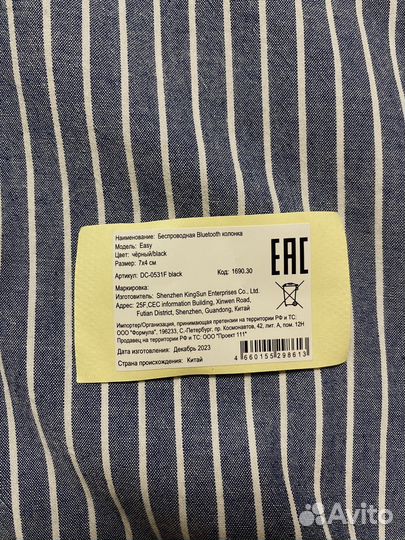 Наименование: Беспроводная Bluetooth колонка
Модель: Easy
Цвет: чёрный/black
Размер: 7х4 см
Артикул: DC-0531F black Код: 1690.30
EAC
Маркировка:
Изготовитель: Shenzhen KingSun Enterprises Co., Ltd.
Адрес: 25F,CEC information Building, Xinwen Road,
Futian District, Shenzhen, Guandong, Китай
Импортер/Организация, принимающая претензии на территории РФ и ТС:
ООО "Формула", 196233, С.-Петербург, пр. Космонавтов, 42, лит. А, пом. 12Н
Продавец на территории РФ и ТС: ООО "Проект 111"
Дата изготовления: Декабрь 2023
Страна происхождения: Китай
4 660155 298613
Avito